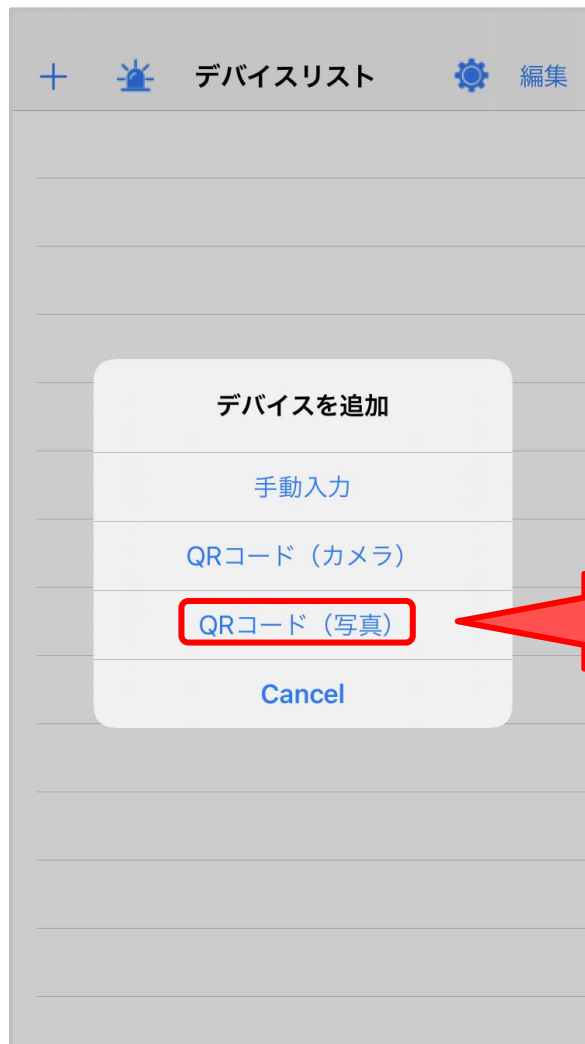 + デバイスリスト 編集
デバイスを追加
手動入力
QRコード（カメラ）
QRコード（写真）
Cancel